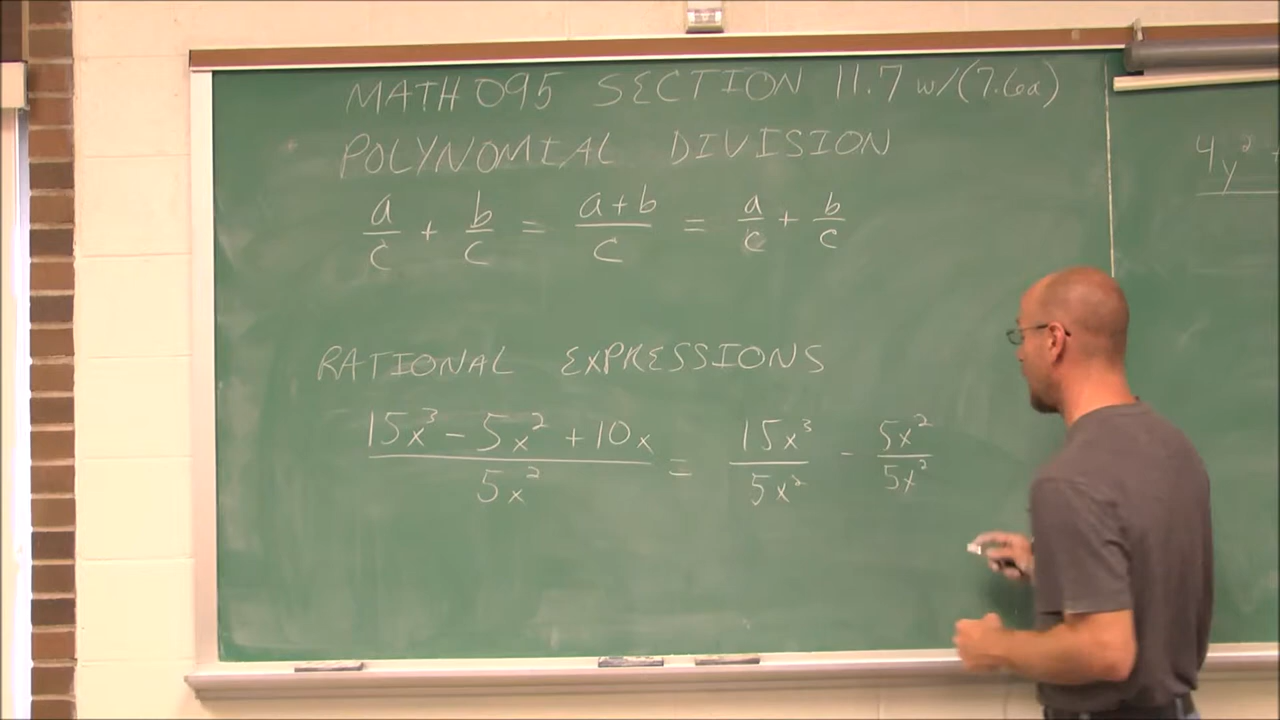 MATH 095 SECTION 11.7 w/(7.6a)
POLYNOMIAL DIVISION
a/c + b/c = (a+b)/c = a/c + b/c
RATIONAL EXPRESSIONS
(15x³ - 5x² + 10x)/(5x²) = 15x³/5x² - 5x²/5x²
4y² +